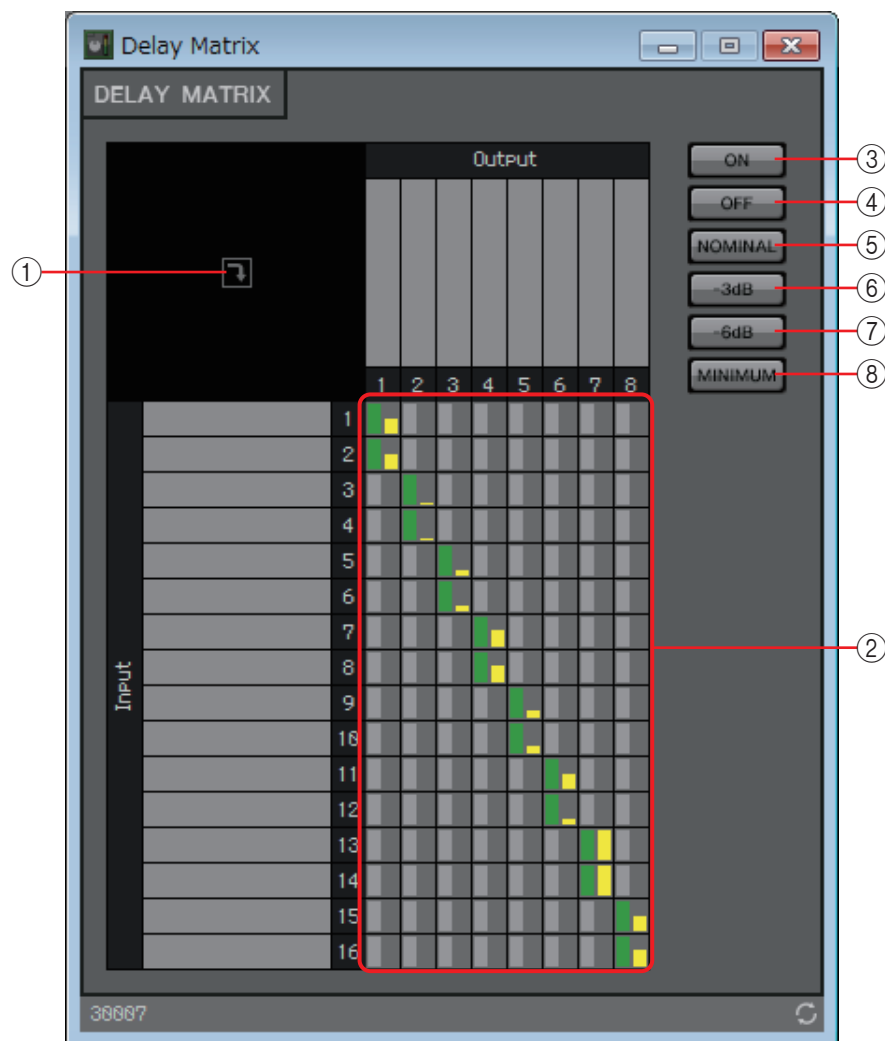 Delay Matrix
DELAY MATRIX
Output
ON ③
OFF ④
NOMINAL ⑤
①
-3dB ⑥
-6dB ⑦
MINIMUM ⑧
1 2 3 4 5 6 7 8
1
2
3
4
5
6
7
8
②
Input
9
10
11
12
13
14
15
16
30007